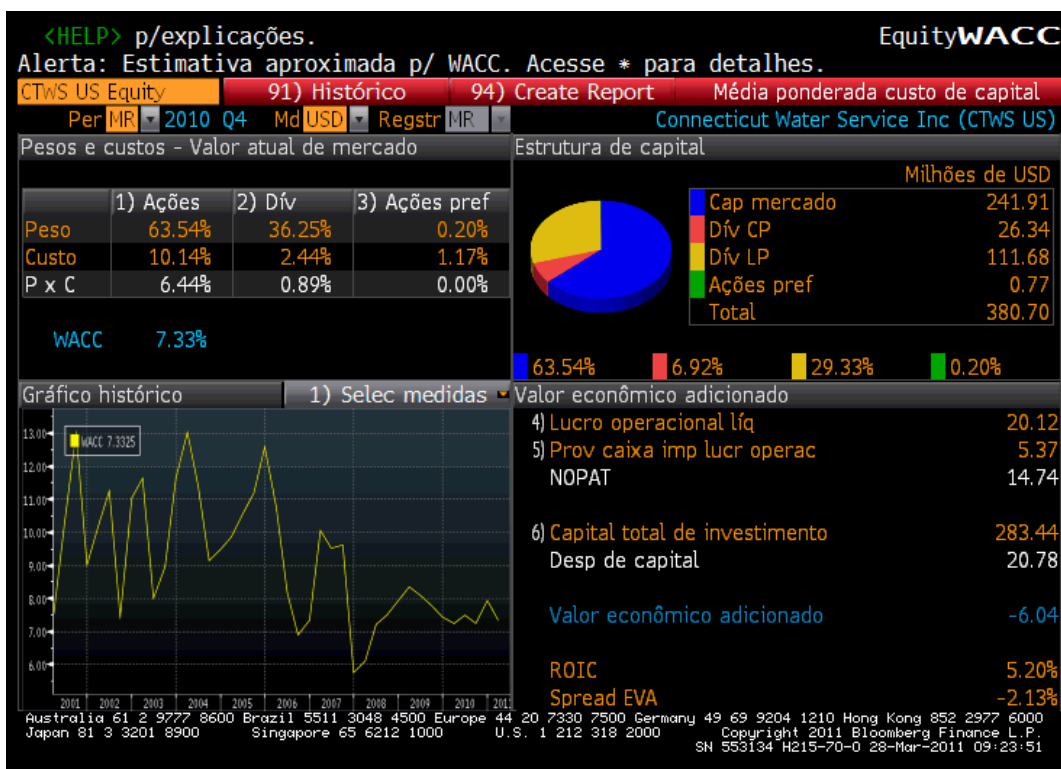 <HELP> p/explicações. EquityWACC
Alerta: Estimativa aproximada p/ WACC. Acesse * para detalhes.
CTWS US Equity 91) Histórico 94) Create Report Média ponderada custo de capital
Per MR 2010 Q4 Md USD Regstr MR Connecticut Water Service Inc (CTWS US)
Pesos e custos - Valor atual de mercado
1) Ações 2) Dív 3) Ações pref
Peso 63.54% 36.25% 0.20%
Custo 10.14% 2.44% 1.17%
P x C 6.44% 0.89% 0.00%
WACC 7.33%
Estrutura de capital
Milhões de USD
Cap mercado 241.91
Dív CP 26.34
Dív LP 111.68
Ações pref 0.77
Total 380.70
63.54% 6.92% 29.33% 0.20%
Gráfico histórico 1) Selec medidas
WACC 7.3325
13.00
12.00
11.00
10.00
9.00
8.00
7.00
6.00
2001 2002 2003 2004 2005 2006 2007 2008 2009 2010 2011
Valor econômico adicionado
4) Lucro operacional líq 20.12
5) Prov caixa imp lucr operac 5.37
NOPAT 14.74
6) Capital total de investimento 283.44
Desp de capital 20.78
Valor econômico adicionado -6.04
ROIC 5.20%
Spread EVA -2.13%
Australia 61 2 9777 8600 Brazil 5511 3048 4500 Europe 44 20 7330 7500 Germany 49 69 9204 1210 Hong Kong 852 2977 6000
Japan 81 3 3201 8900 Singapore 65 6212 1000 U.S. 1 212 318 2000 Copyright 2011 Bloomberg Finance L.P.
SN 553134 H215-70-0 28-Mar-2011 09:23:51